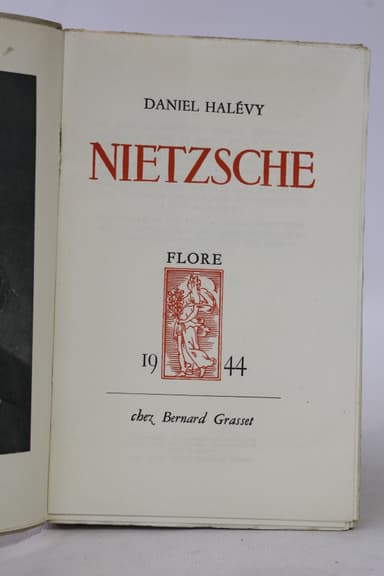 DANIEL HALÉVY
NIETZSCHE
FLORE
19 44
chez Bernard Grasset